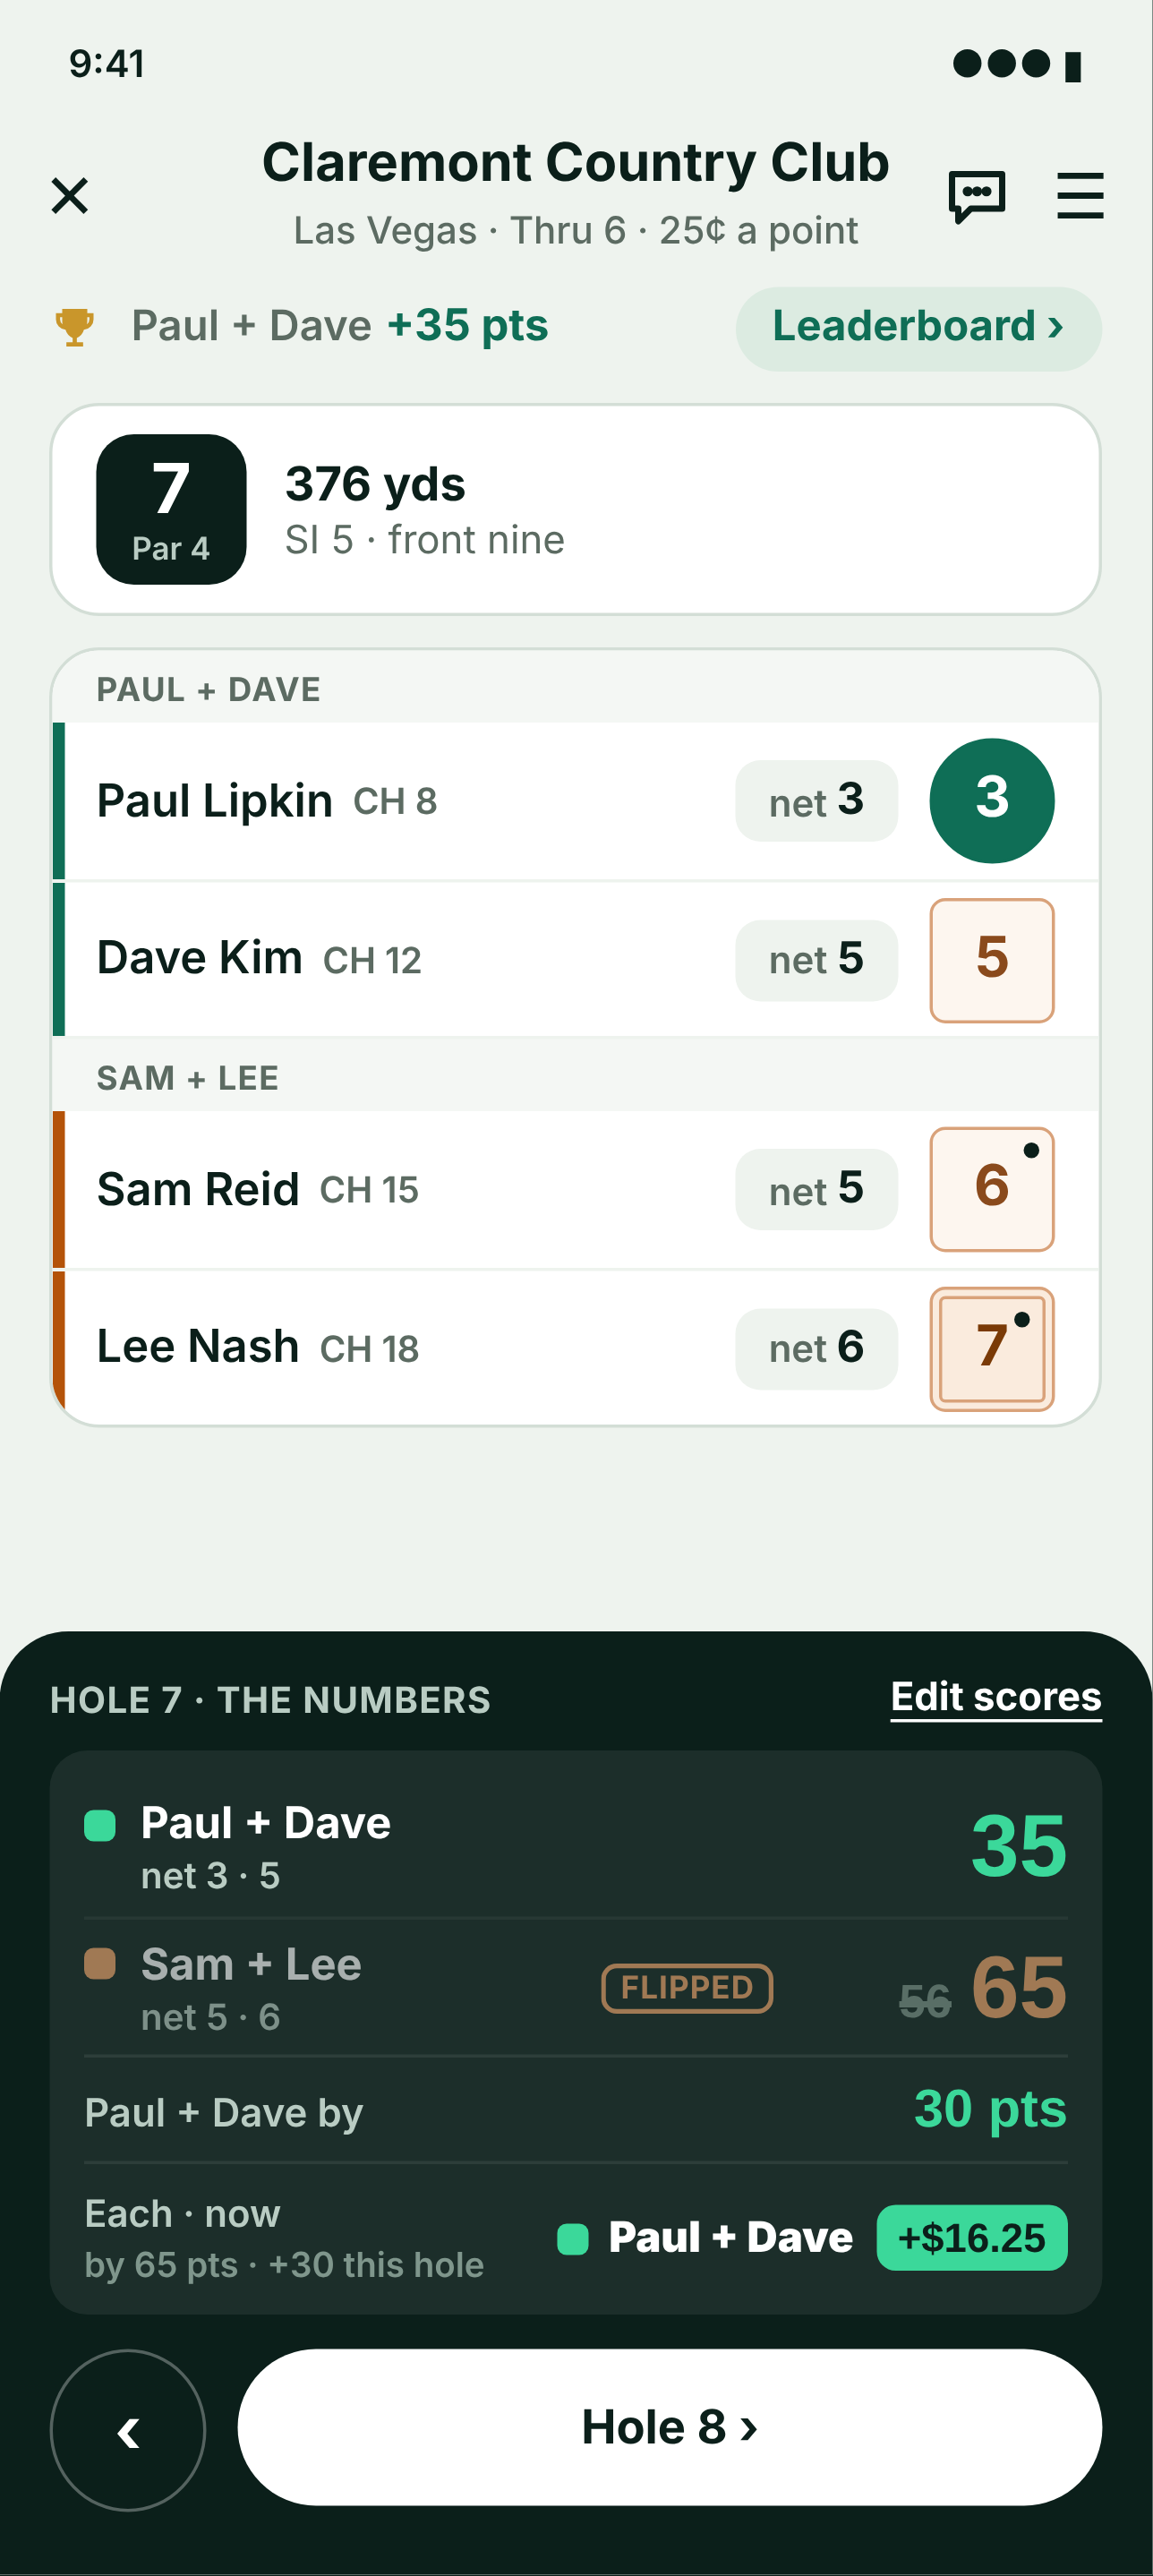 9:41
Claremont Country Club
Las Vegas · Thru 6 · 25¢ a point
Paul + Dave +35 pts
Leaderboard ›
7
Par 4
376 yds
SI 5 · front nine
PAUL + DAVE
Paul Lipkin CH 8 net 3 3
Dave Kim CH 12 net 5 5
SAM + LEE
Sam Reid CH 15 net 5 6
Lee Nash CH 18 net 6 7
HOLE 7 · THE NUMBERS
Edit scores
Paul + Dave
net 3 · 5
35
Sam + Lee
net 5 · 6
FLIPPED
56 65
Paul + Dave by 30 pts
Each · now
by 65 pts · +30 this hole
Paul + Dave +$16.25
‹
Hole 8 ›